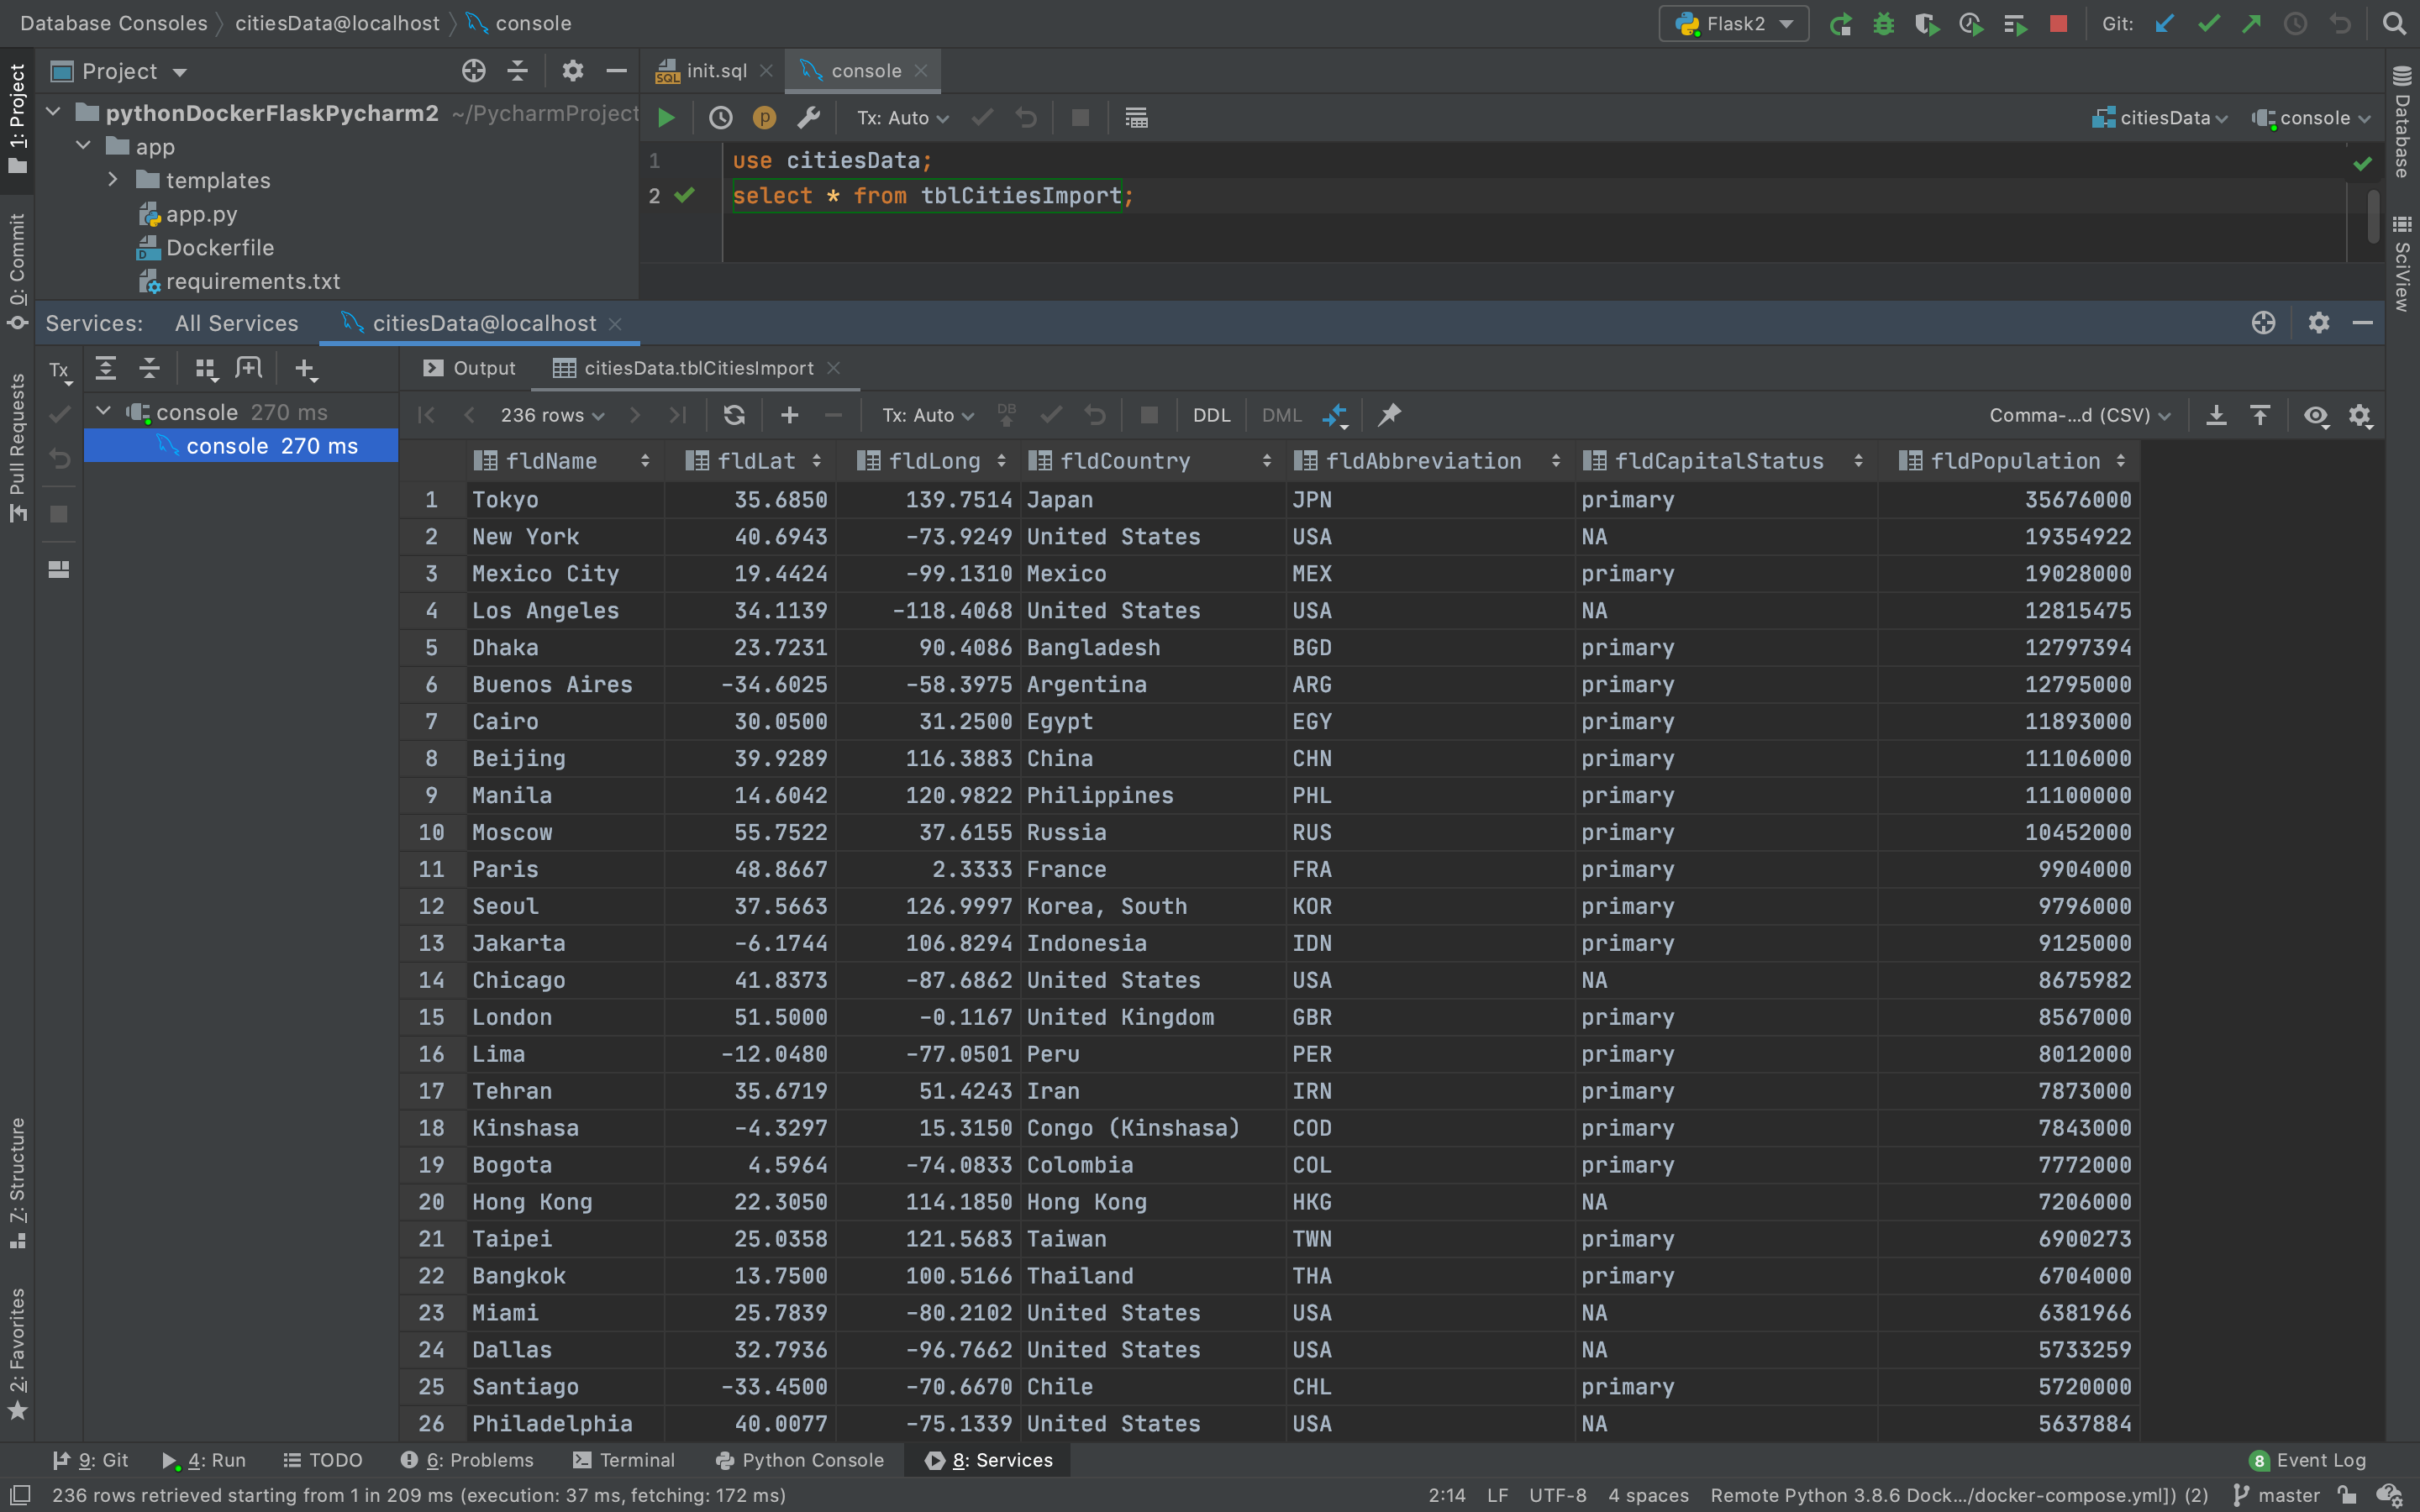 Database Consoles citiesData@localhost console Flask2 Git:
Project
init.sql console
pythonDockerFlaskPycharm2 ~/PycharmProject
app
templates
app.py
Dockerfile
requirements.txt
Tx: Auto citiesData console
1 use citiesData;
2 select * from tblCitiesImport;
Services: All Services citiesData@localhost
Tx
console 270 ms
console 270 ms
Output citiesData.tblCitiesImport
236 rows Tx: Auto DB DDL DML Comma-...d (CSV)
fldName fldLat fldLong fldCountry fldAbbreviation fldCapitalStatus fldPopulation
1 Tokyo 35.6850 139.7514 Japan JPN primary 35676000
2 New York 40.6943 -73.9249 United States USA NA 19354922
3 Mexico City 19.4424 -99.1310 Mexico MEX primary 19028000
4 Los Angeles 34.1139 -118.4068 United States USA NA 12815475
5 Dhaka 23.7231 90.4086 Bangladesh BGD primary 12797394
6 Buenos Aires -34.6025 -58.3975 Argentina ARG primary 12795000
7 Cairo 30.0500 31.2500 Egypt EGY primary 11893000
8 Beijing 39.9289 116.3883 China CHN primary 11106000
9 Manila 14.6042 120.9822 Philippines PHL primary 11100000
10 Moscow 55.7522 37.6155 Russia RUS primary 10452000
11 Paris 48.8667 2.3333 France FRA primary 9904000
12 Seoul 37.5663 126.9997 Korea, South KOR primary 9796000
13 Jakarta -6.1744 106.8294 Indonesia IDN primary 9125000
14 Chicago 41.8373 -87.6862 United States USA NA 8675982
15 London 51.5000 -0.1167 United Kingdom GBR primary 8567000
16 Lima -12.0480 -77.0501 Peru PER primary 8012000
17 Tehran 35.6719 51.4243 Iran IRN primary 7873000
18 Kinshasa -4.3297 15.3150 Congo (Kinshasa) COD primary 7843000
19 Bogota 4.5964 -74.0833 Colombia COL primary 7772000
20 Hong Kong 22.3050 114.1850 Hong Kong HKG NA 7206000
21 Taipei 25.0358 121.5683 Taiwan TWN primary 6900273
22 Bangkok 13.7500 100.5166 Thailand THA primary 6704000
23 Miami 25.7839 -80.2102 United States USA NA 6381966
24 Dallas 32.7936 -96.7662 United States USA NA 5733259
25 Santiago -33.4500 -70.6670 Chile CHL primary 5720000
26 Philadelphia 40.0077 -75.1339 United States USA NA 5637884
1: Project
0: Commit
Pull Requests
7: Structure
2: Favorites
Database
SciView
9: Git 4: Run TODO 6: Problems Terminal Python Console 8: Services 8 Event Log
236 rows retrieved starting from 1 in 209 ms (execution: 37 ms, fetching: 172 ms) 2:14 LF UTF-8 4 spaces Remote Python 3.8.6 Dock.../docker-compose.yml]) (2) master